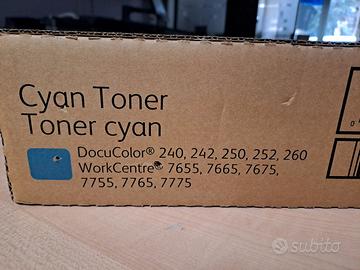 Cyan Toner
Toner cyan
DocuColor® 240, 242, 250, 252, 260
WorkCentre® 7655, 7665, 7675,
7755, 7765, 7775
subito